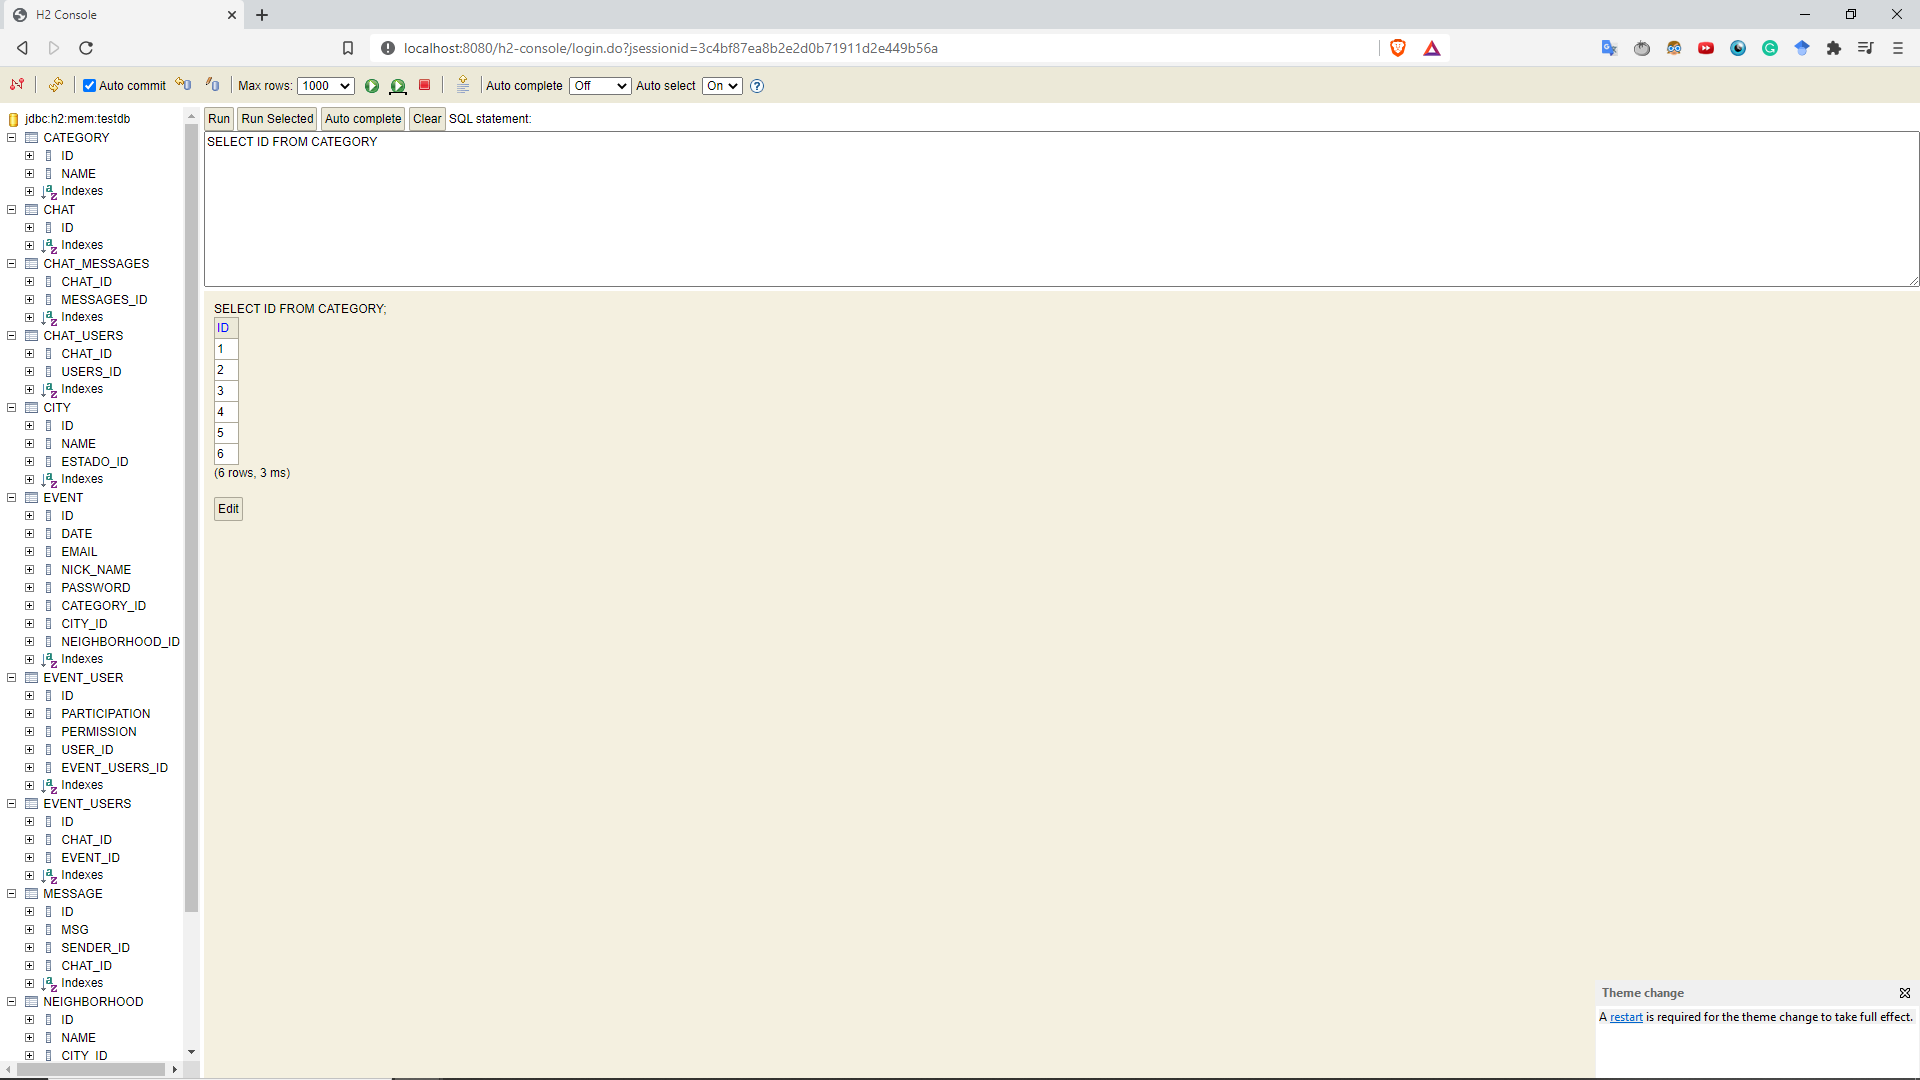 H2 Console
localhost:8080/h2-console/login.do?jsessionid=3c4bf87ea8b2e2d0b71911d2e449b56a
Auto commit Max rows: 1000 Auto complete Off Auto select On
jdbc:h2:mem:testdb
CATEGORY
ID
NAME
Indexes
CHAT
ID
Indexes
CHAT_MESSAGES
CHAT_ID
MESSAGES_ID
Indexes
CHAT_USERS
CHAT_ID
USERS_ID
Indexes
CITY
ID
NAME
ESTADO_ID
Indexes
EVENT
ID
DATE
EMAIL
NICK_NAME
PASSWORD
CATEGORY_ID
CITY_ID
NEIGHBORHOOD_ID
Indexes
EVENT_USER
ID
PARTICIPATION
PERMISSION
USER_ID
EVENT_USERS_ID
Indexes
EVENT_USERS
ID
CHAT_ID
EVENT_ID
Indexes
MESSAGE
ID
MSG
SENDER_ID
CHAT_ID
Indexes
NEIGHBORHOOD
ID
NAME
CITY_ID
Run Run Selected Auto complete Clear SQL statement:
SELECT ID FROM CATEGORY
SELECT ID FROM CATEGORY;
ID
1
2
3
4
5
6
(6 rows, 3 ms)
Edit
Theme change
A restart is required for the theme change to take full effect.